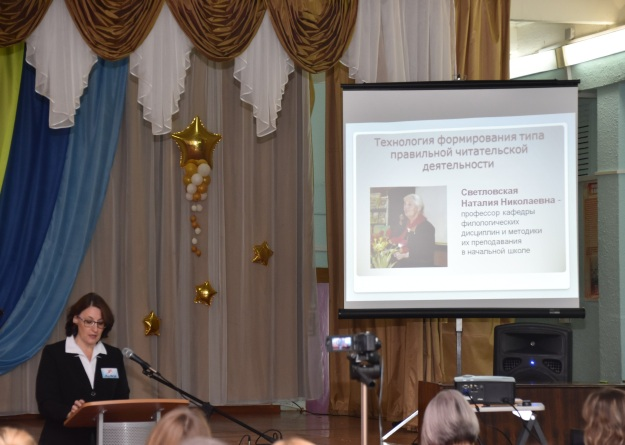 Технология формирования типа
правильной читательской
деятельности
Светловская
Наталия Николаевна -
профессор кафедры
филологических
дисциплин и методики
их преподавания
в начальной школе